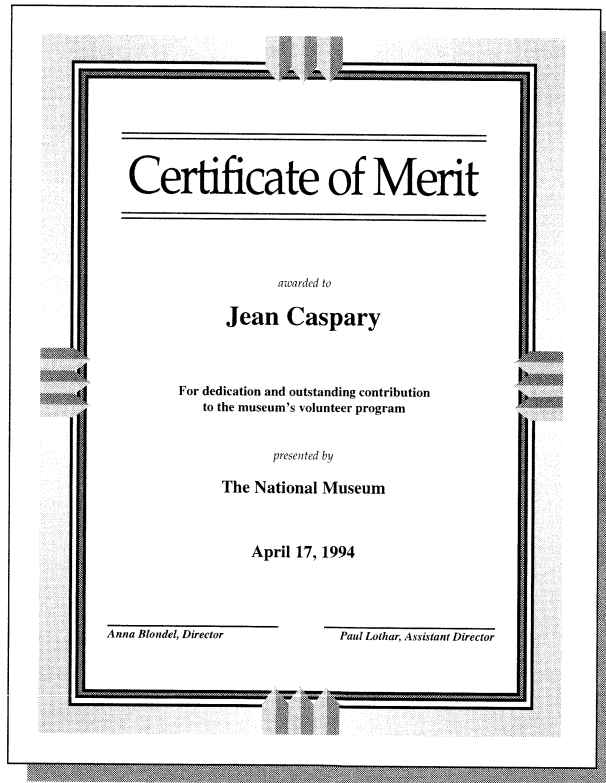 Certificate of Merit
awarded to
Jean Caspary
For dedication and outstanding contribution
to the museum's volunteer program
presented by
The National Museum
April 17, 1994
Anna Blondel, Director
Paul Lothar, Assistant Director